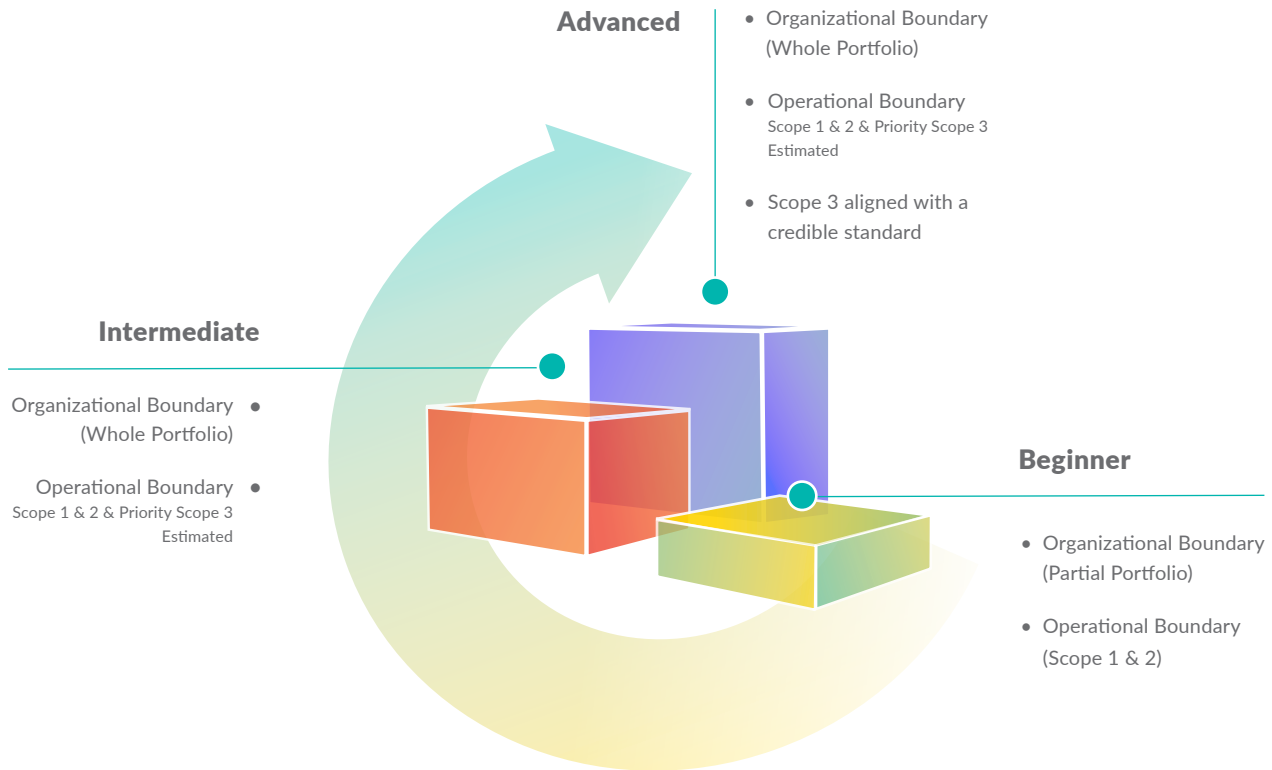 Advanced
• Organizational Boundary
(Whole Portfolio)
• Operational Boundary
Scope 1 & 2 & Priority Scope 3
Estimated
• Scope 3 aligned with a
credible standard
Intermediate
Organizational Boundary •
(Whole Portfolio)
Operational Boundary •
Scope 1 & 2 & Priority Scope 3
Estimated
Beginner
• Organizational Boundary
(Partial Portfolio)
• Operational Boundary
(Scope 1 & 2)